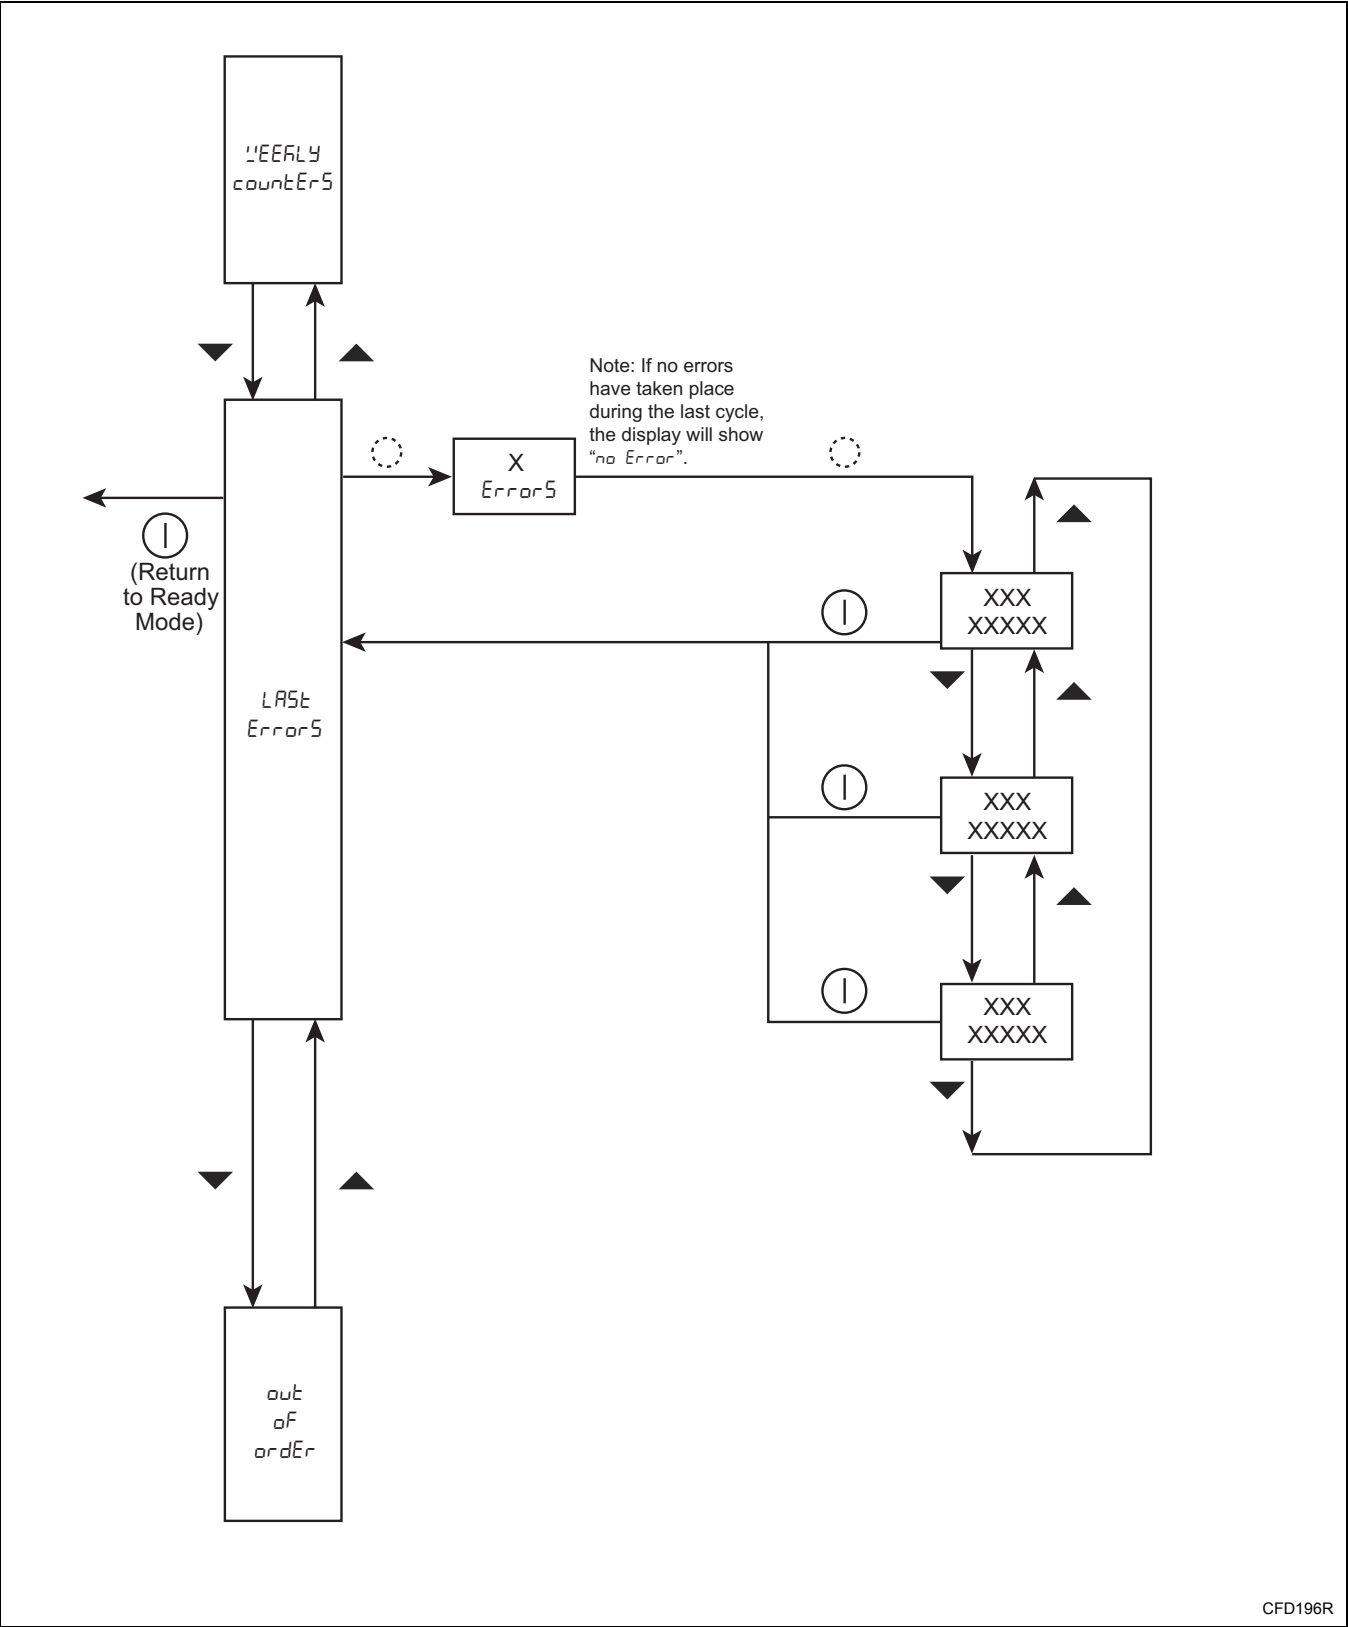 WEEKLY
countErS
Note: If no errors
have taken place
during the last cycle,
the display will show
“no Error”.
X
ErrorS
(Return
to Ready
Mode)
XXX
XXXXX
LASt
ErrorS
XXX
XXXXX
XXX
XXXXX
out
oF
ordEr
CFD196R